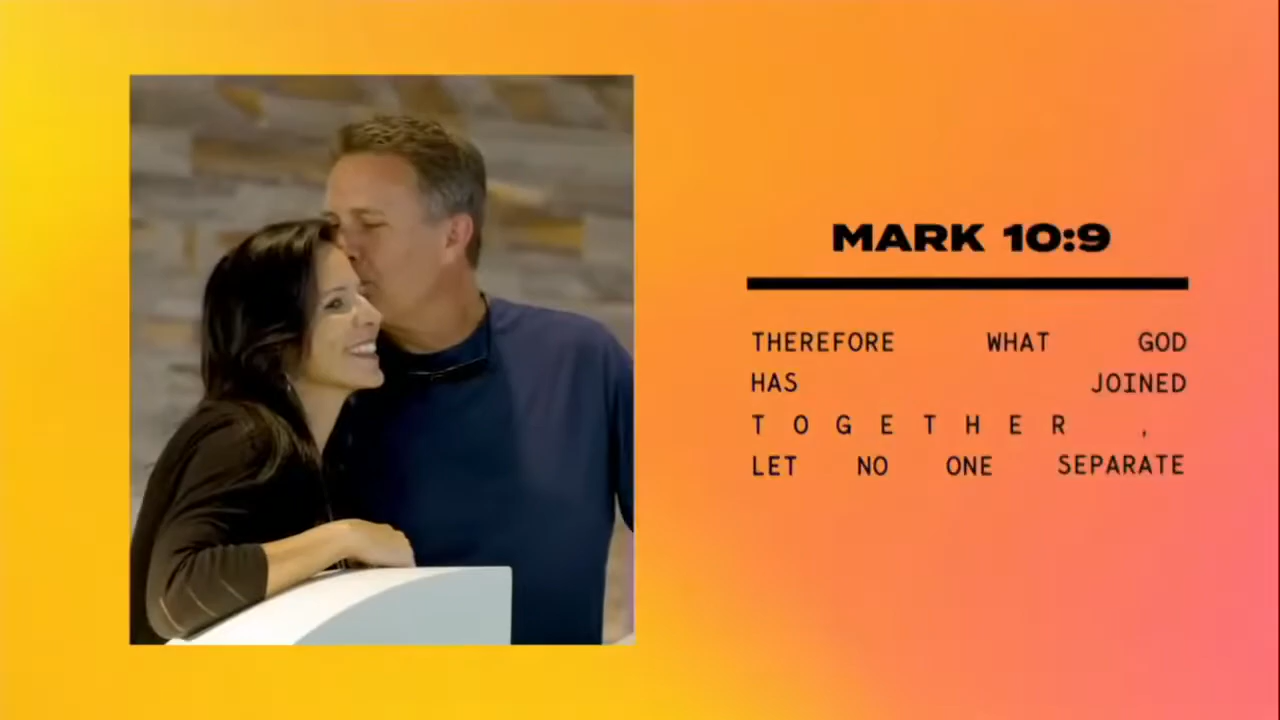 MARK 10:9
THEREFORE WHAT GOD
HAS JOINED
TOGETHER,
LET NO ONE SEPARATE